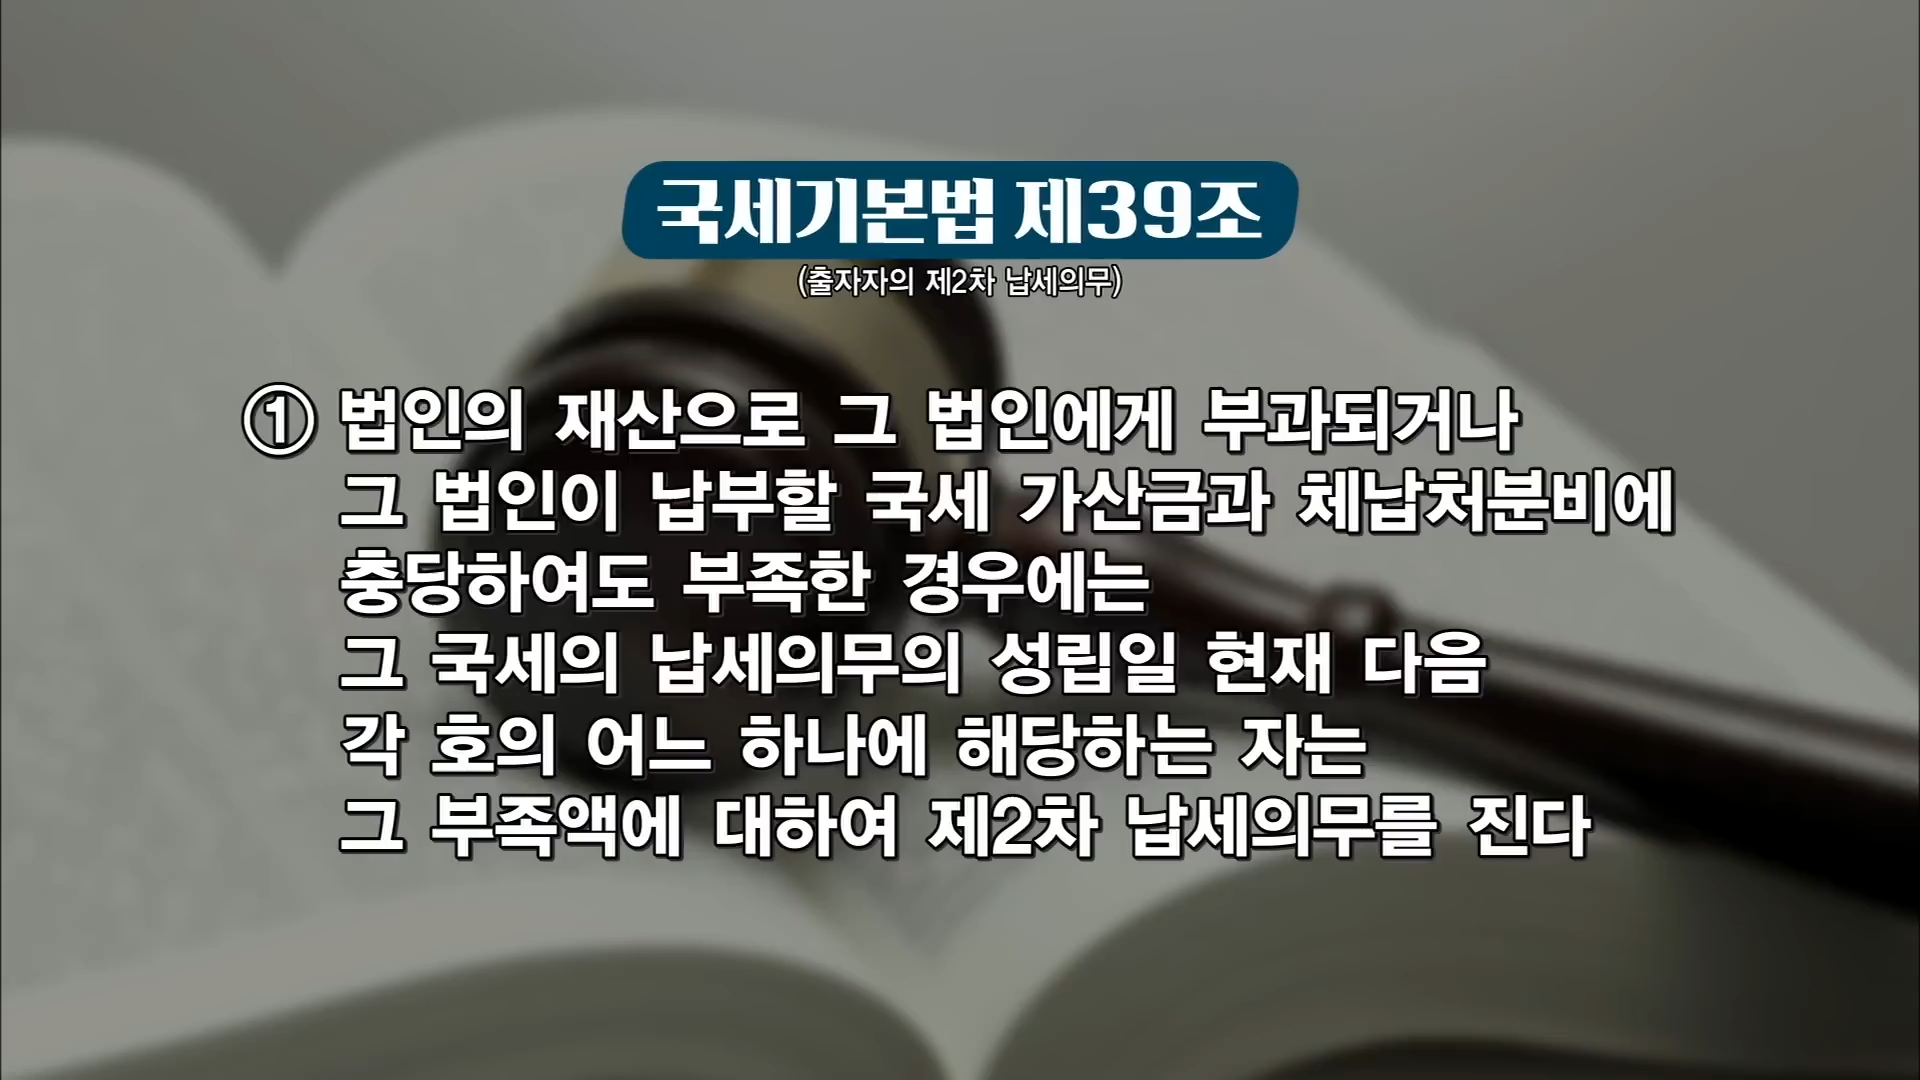 국세기본법 제39조
(출자자의 제2차 납세의무)
① 법인의 재산으로 그 법인에게 부과되거나
그 법인이 납부할 국세 가산금과 체납처분비에
충당하여도 부족한 경우에는
그 국세의 납세의무의 성립일 현재 다음
각 호의 어느 하나에 해당하는 자는
그 부족액에 대하여 제2차 납세의무를 진다